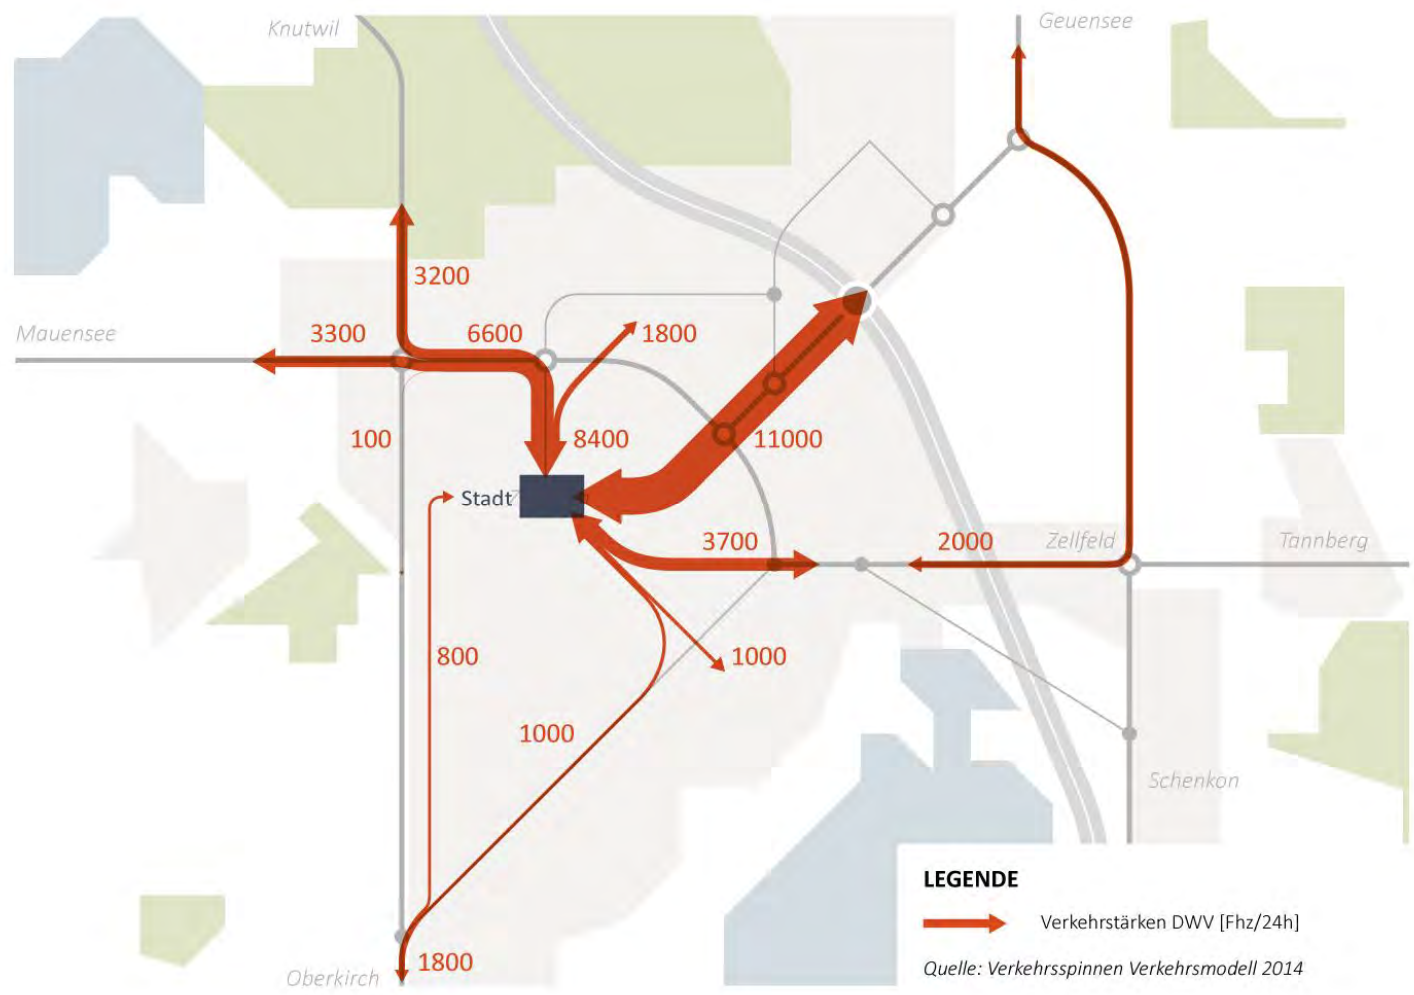 Knutwil
Geuensee
3200
Mauensee
3300
6600
1800
100
8400
11000
Stadt
3700
2000
Zellfeld
Tannberg
800
1000
1000
Schenkon
LEGENDE
Verkehrstärken DWV [Fhz/24h]
Quelle: Verkehrsspinnen Verkehrsmodell 2014
Oberkirch
1800